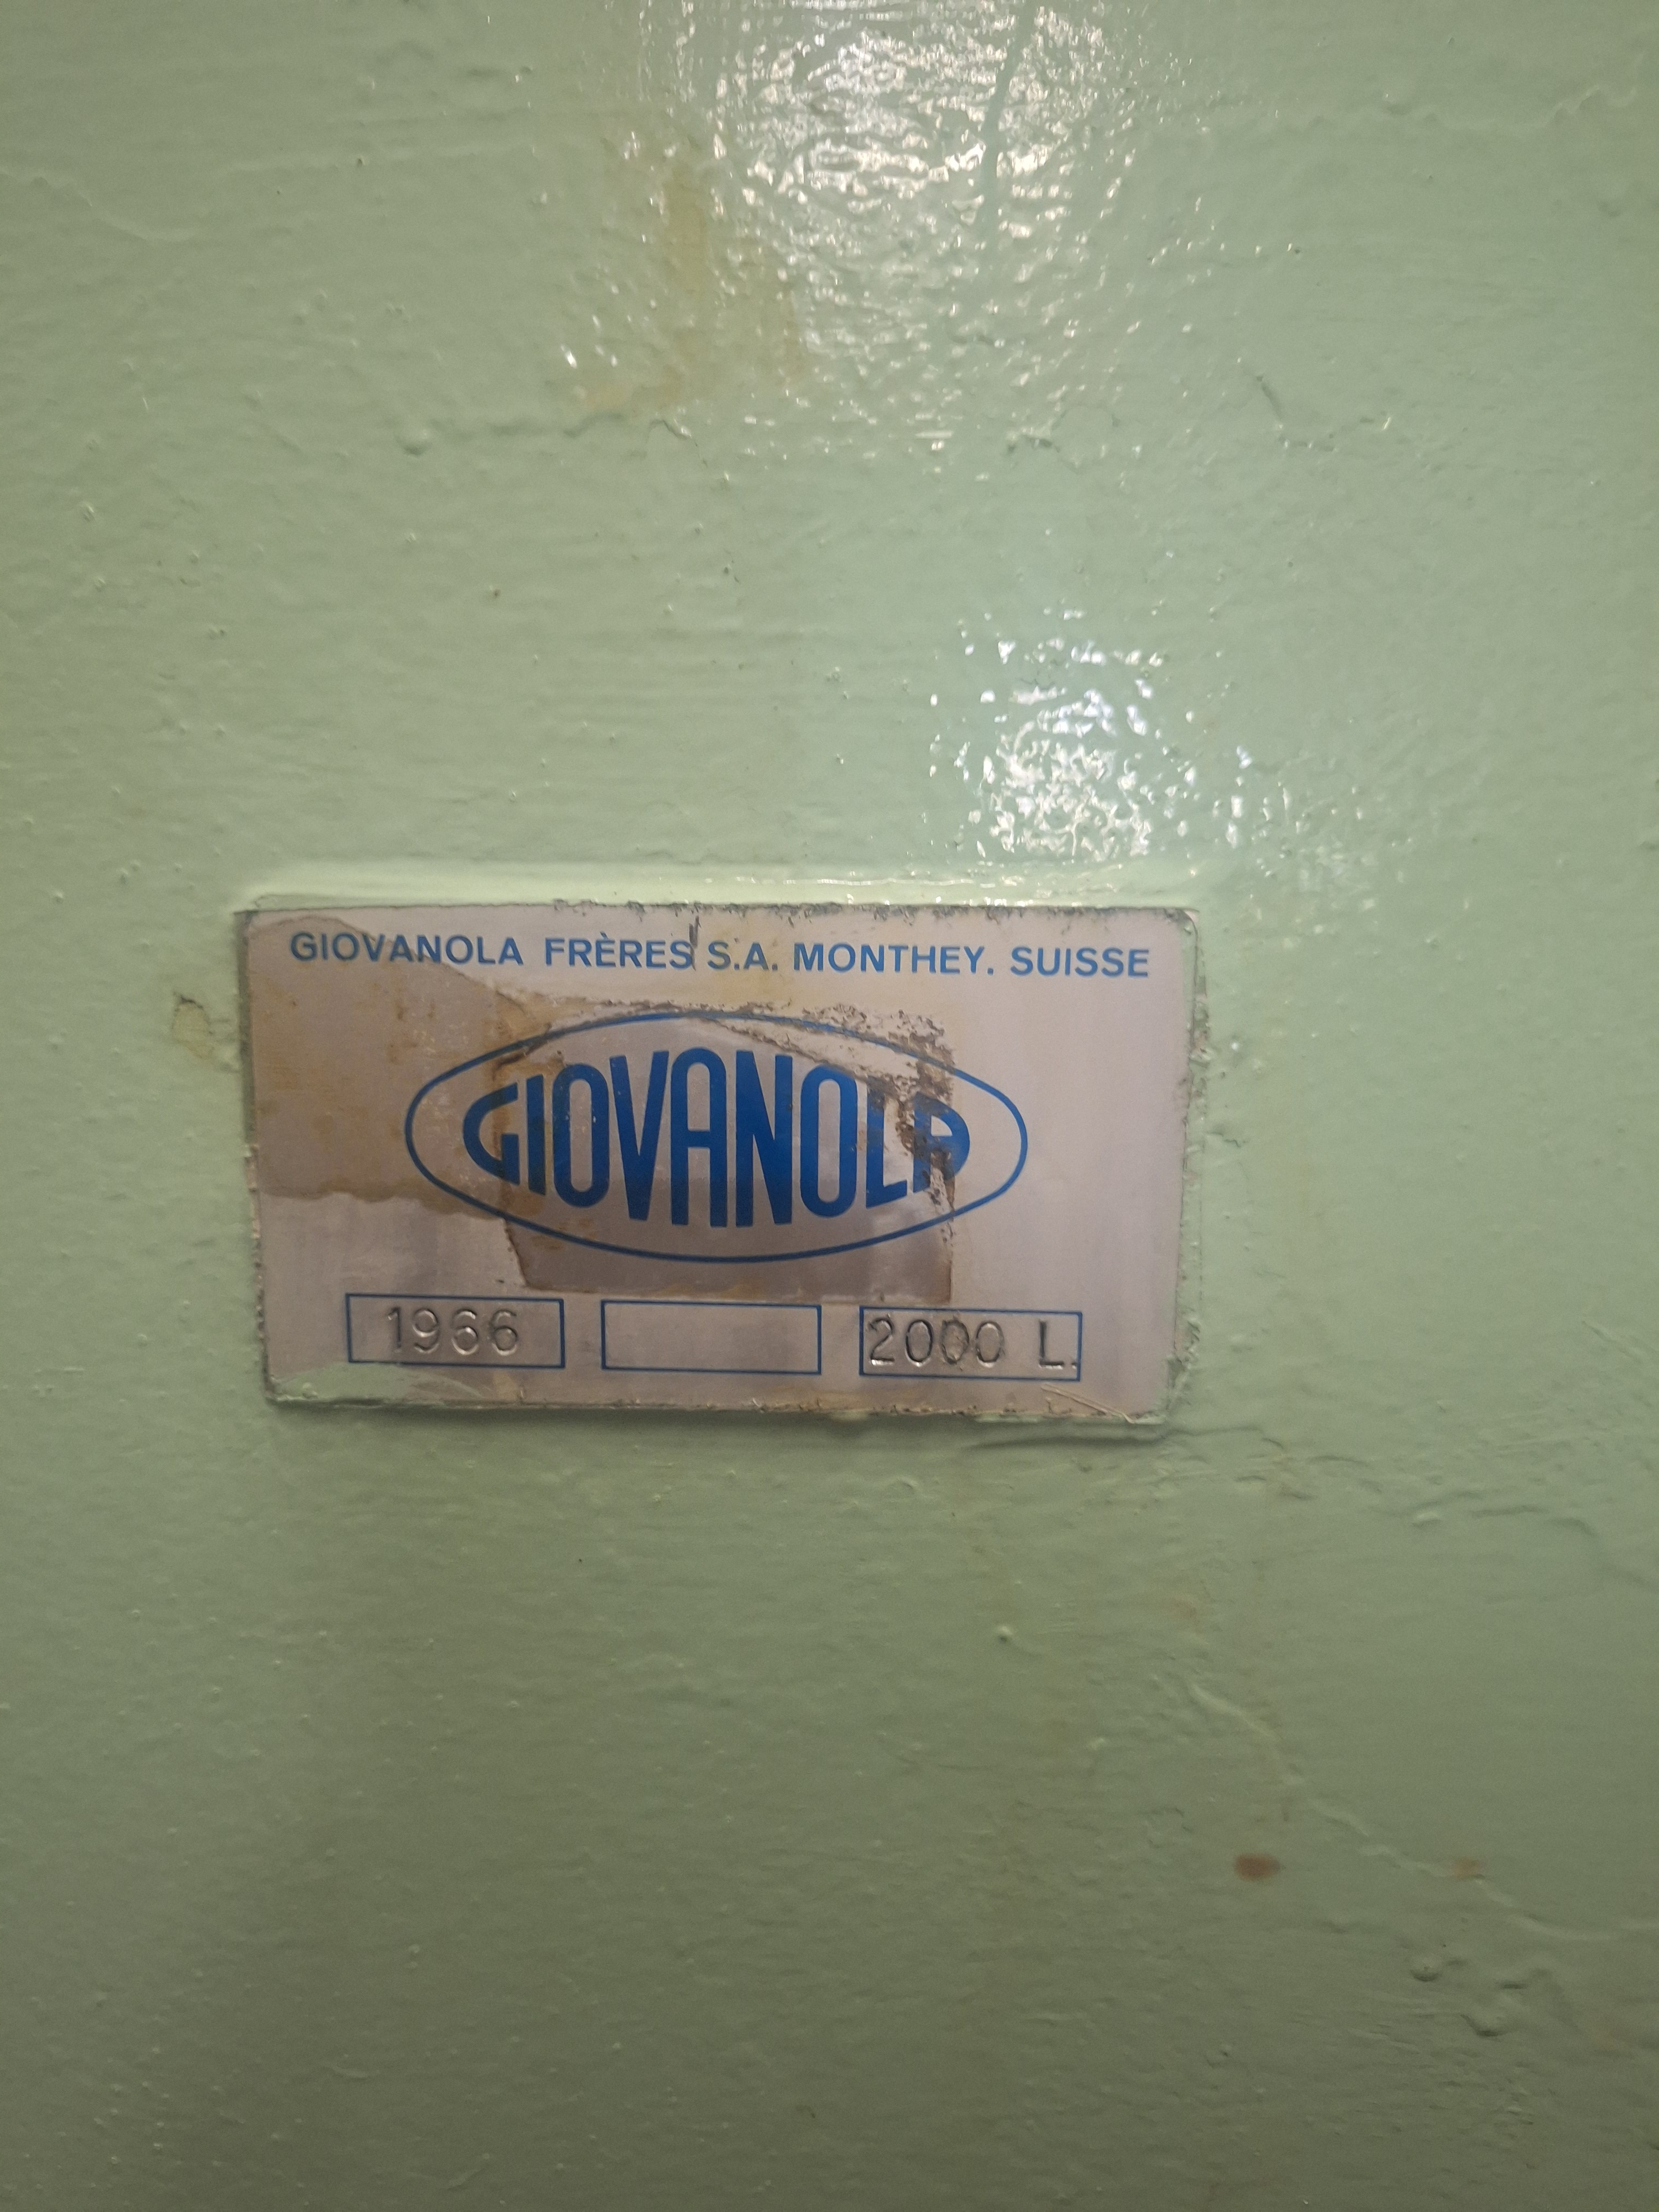 GIOVANOLA FRÈRES S.A. MONTHEY. SUISSE
GIOVANOLA
1966 2000 L.